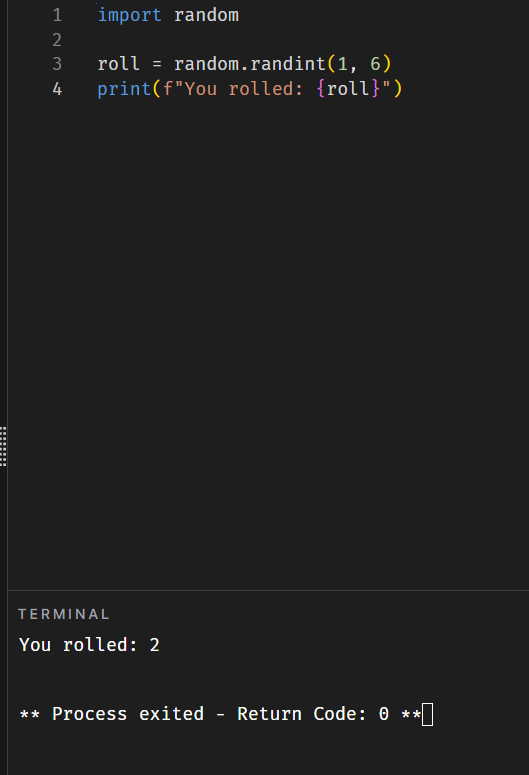 1 import random
2
3 roll = random.randint(1, 6)
4 print(f"You rolled: {roll}")
TERMINAL
You rolled: 2
** Process exited - Return Code: 0 **